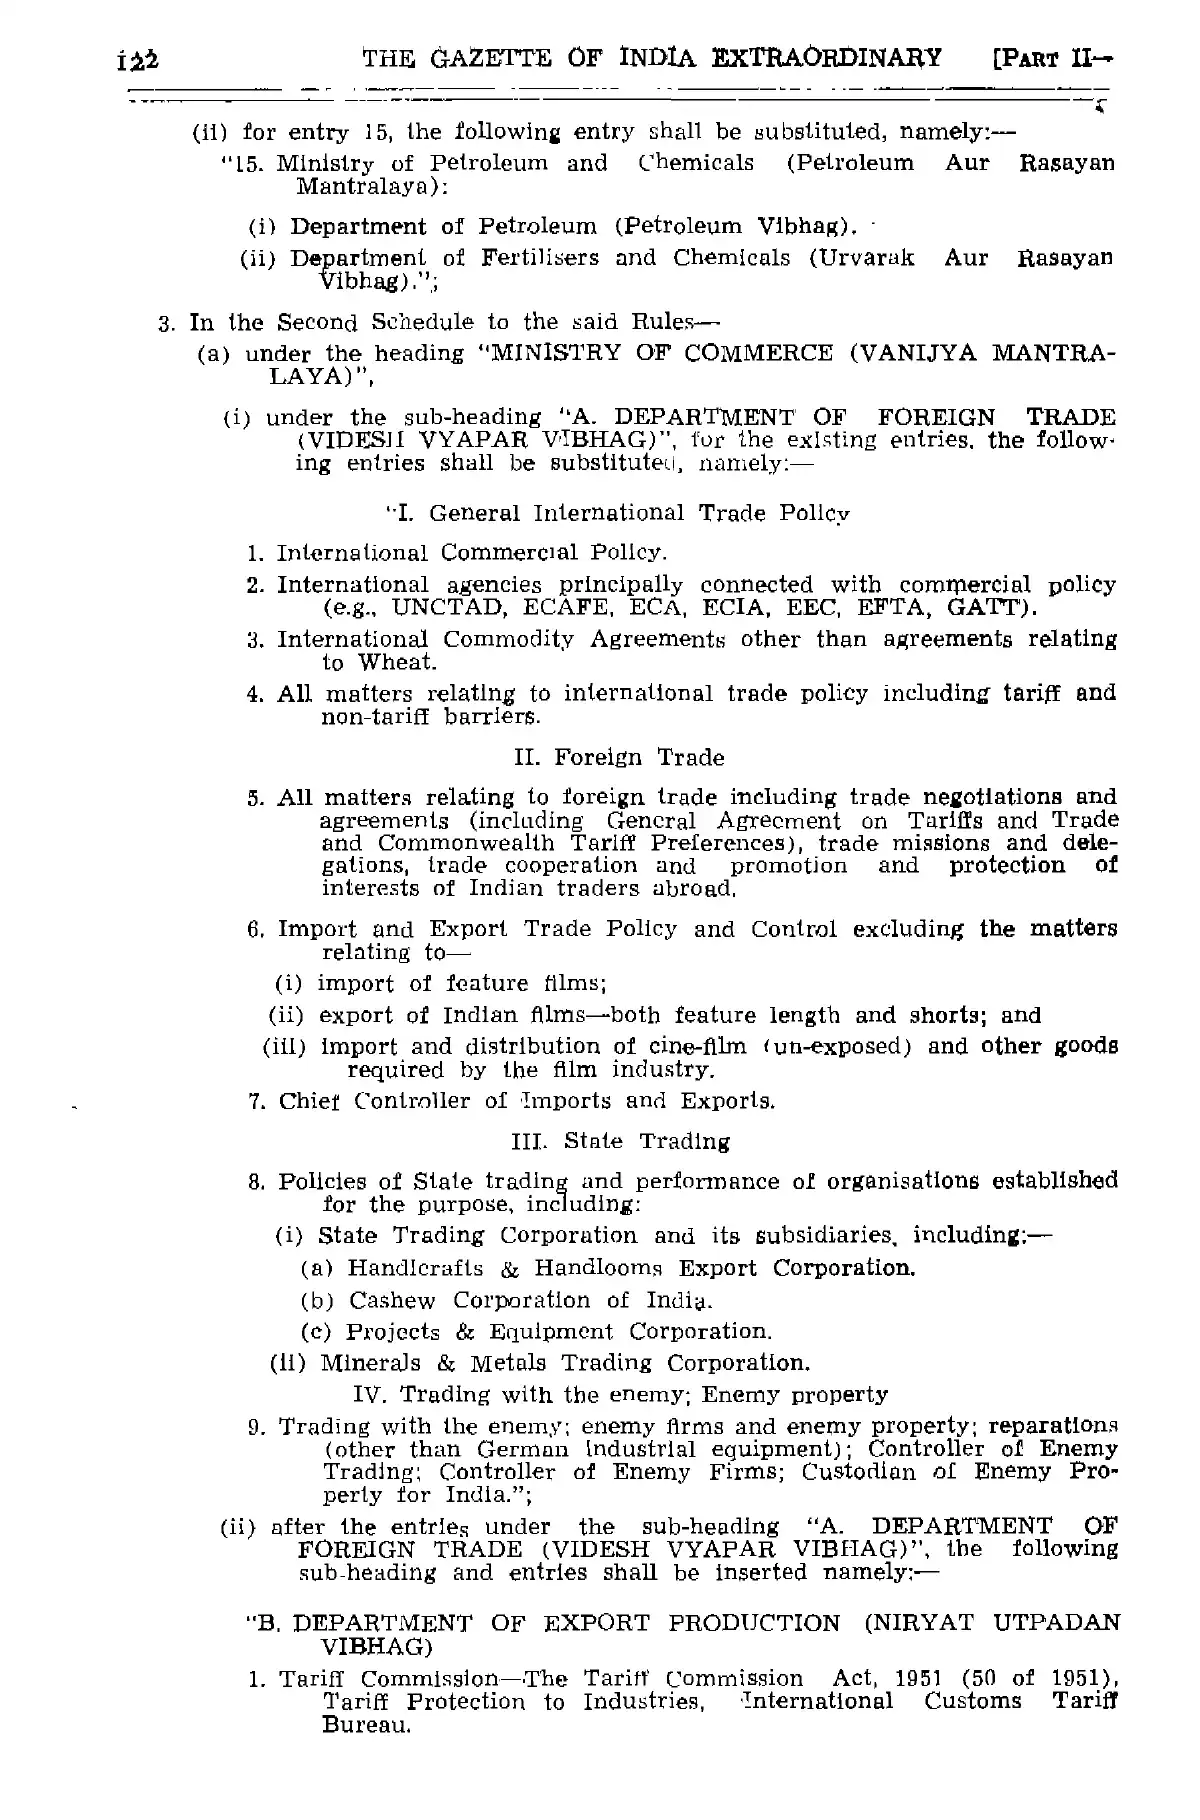 122 THE GAZETTE OF INDIA EXTRAORDINARY [PART II—
(ii) for entry 15, the following entry shall be substituted, namely:—
"15. Ministry of Petroleum and Chemicals (Petroleum Aur Rasayan
Mantralaya):
(i) Department of Petroleum (Petroleum Vibhag).
(ii) Department of Fertilisers and Chemicals (Urvarak Aur Rasayan
Vibhag).";
3. In the Second Schedule to the said Rules—
(a) under the heading "MINISTRY OF COMMERCE (VANIJYA MANTRA-
LAYA)",
(i) under the sub-heading "A. DEPARTMENT OF FOREIGN TRADE
(VIDESH VYAPAR VIBHAG)", for the existing entries, the follow-
ing entries shall be substituted, namely:—
"I. General International Trade Policy
1. International Commercial Policy.
2. International agencies principally connected with commercial policy
(e.g., UNCTAD, ECAFE, ECA, ECIA, EEC, EFTA, GATT).
3. International Commodity Agreements other than agreements relating
to Wheat.
4. All matters relating to international trade policy including tariff and
non-tariff barriers.
II. Foreign Trade
5. All matters relating to foreign trade including trade negotiations and
agreements (including General Agreement on Tariffs and Trade
and Commonwealth Tariff Preferences), trade missions and dele-
gations, trade cooperation and promotion and protection of
interests of Indian traders abroad.
6. Import and Export Trade Policy and Control excluding the matters
relating to—
(i) import of feature films;
(ii) export of Indian films—both feature length and shorts; and
(iii) import and distribution of cine-film (un-exposed) and other goods
required by the film industry.
7. Chief Controller of Imports and Exports.
III. State Trading
8. Policies of State trading and performance of organisations established
for the purpose, including:
(i) State Trading Corporation and its subsidiaries, including:—
(a) Handicrafts & Handlooms Export Corporation.
(b) Cashew Corporation of India.
(c) Projects & Equipment Corporation.
(ii) Minerals & Metals Trading Corporation.
IV. Trading with the enemy; Enemy property
9. Trading with the enemy; enemy firms and enemy property; reparations
(other than German industrial equipment); Controller of Enemy
Trading; Controller of Enemy Firms; Custodian of Enemy Pro-
perty for India.";
(ii) after the entries under the sub-heading "A. DEPARTMENT OF
FOREIGN TRADE (VIDESH VYAPAR VIBHAG)", the following
sub-heading and entries shall be inserted namely:—
"B. DEPARTMENT OF EXPORT PRODUCTION (NIRYAT UTPADAN
VIBHAG)
1. Tariff Commission—The Tariff Commission Act, 1951 (50 of 1951),
Tariff Protection to Industries, International Customs Tariff
Bureau.